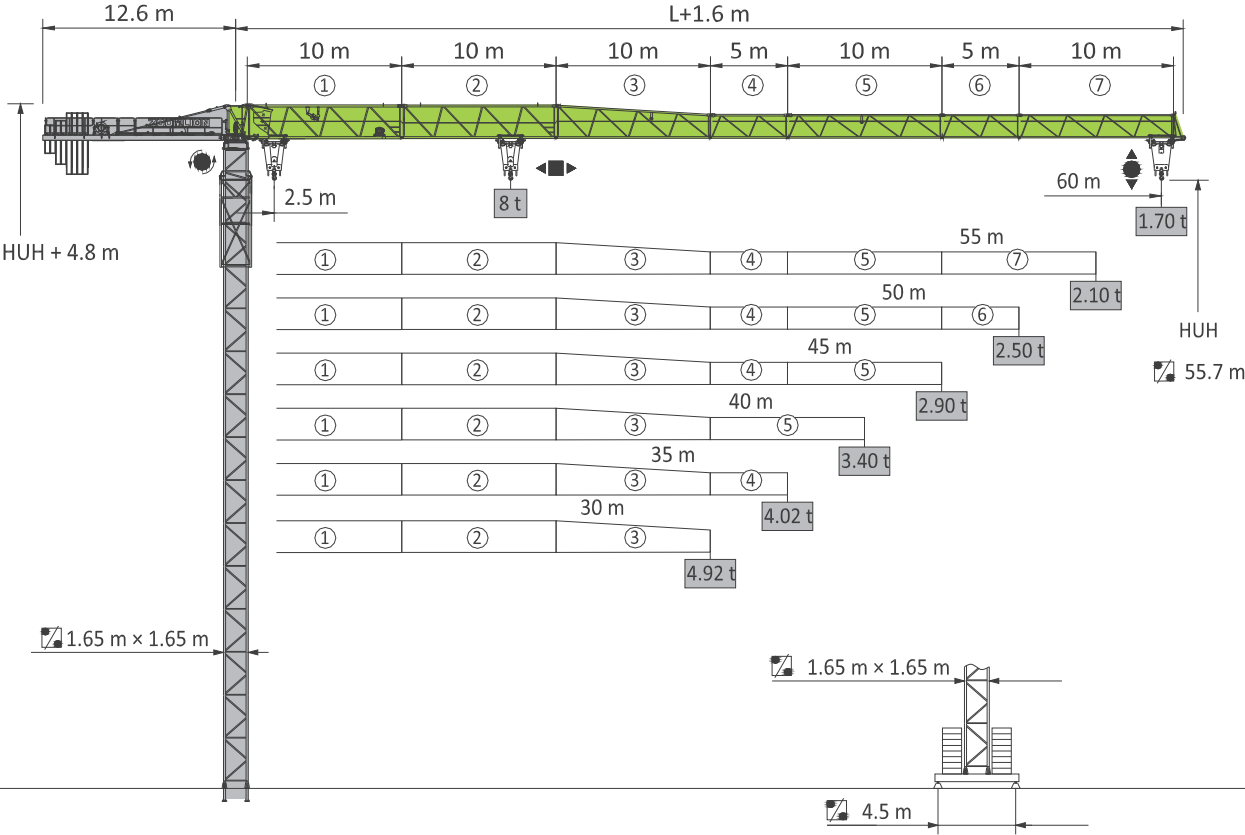 12.6 m
L+1.6 m
10 m 10 m 10 m 5 m 10 m 5 m 10 m
① ② ③ ④ ⑤ ⑥ ⑦
ZOOMLION
2.5 m
8 t
60 m
1.70 t
HUH + 4.8 m
55 m
① ② ③ ④ ⑤ ⑦
2.10 t
50 m
① ② ③ ④ ⑤ ⑥
2.50 t
HUH
55.7 m
45 m
① ② ③ ④ ⑤
2.90 t
40 m
① ② ③ ⑤
3.40 t
35 m
① ② ③ ④
4.02 t
30 m
① ② ③
4.92 t
1.65 m × 1.65 m
1.65 m × 1.65 m
4.5 m